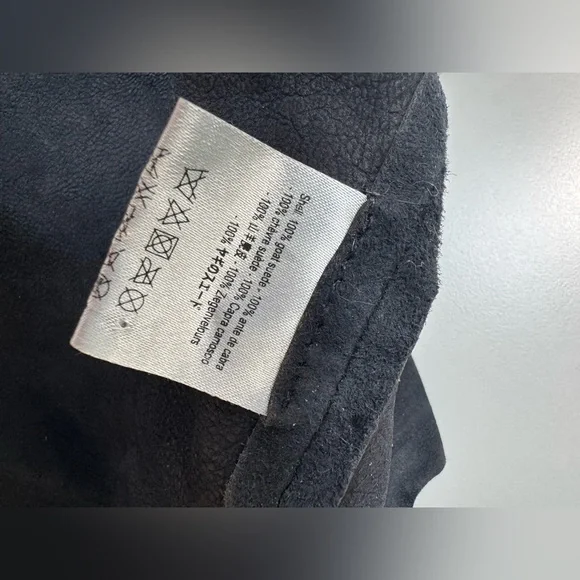 Shell: 100% goat suede - 100% ante de cabra
- 100% chèvre suède - 100% Capra camosco
- 100% 山羊麂皮 - 100% Ziegenvelours
- 100% ヤギのスエード